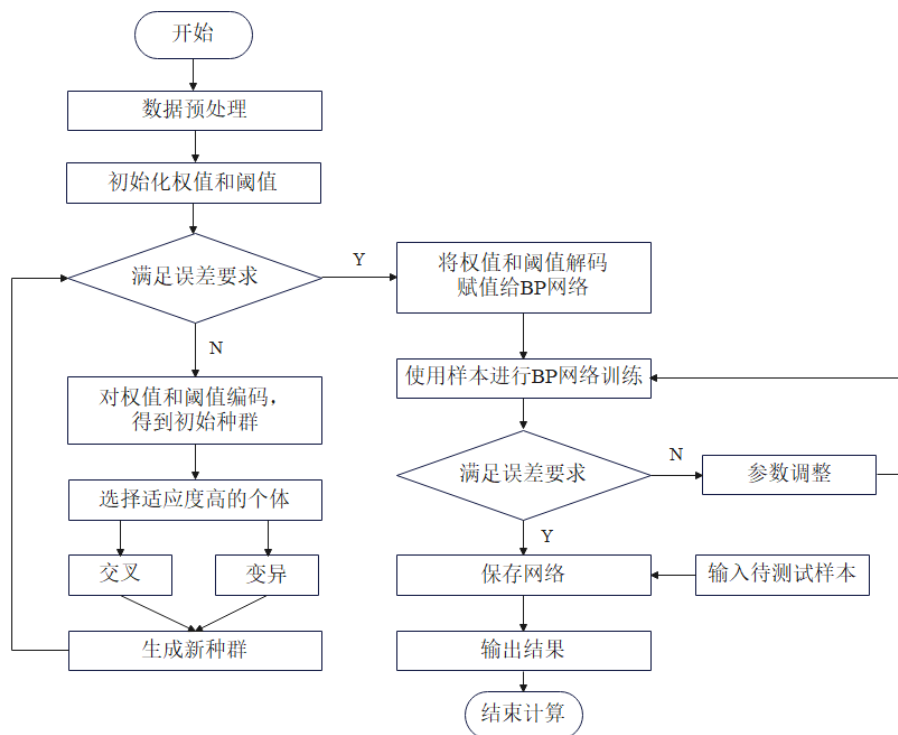 开始
数据预处理
初始化权值和阈值
满足误差要求
Y
N
对权值和阈值编码，
得到初始种群
选择适应度高的个体
交叉
变异
生成新种群
将权值和阈值解码
赋值给BP网络
使用样本进行BP网络训练
满足误差要求
N
参数调整
Y
保存网络
输入待测试样本
输出结果
结束计算